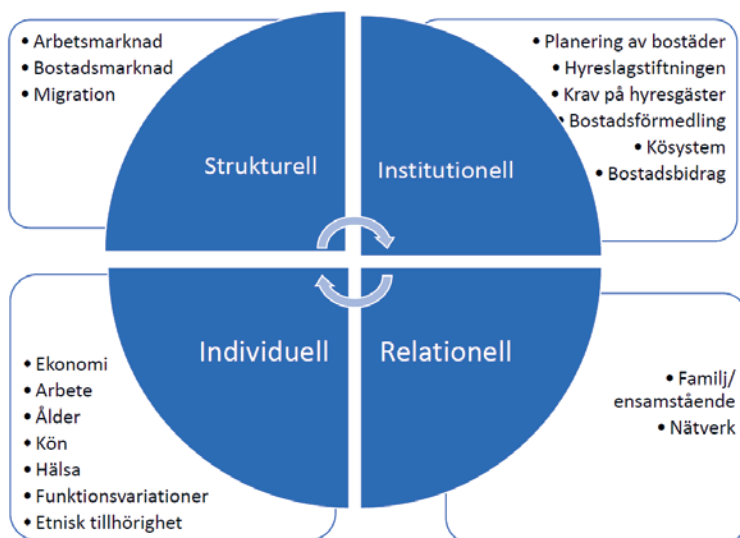 • Arbetsmarknad
• Bostadsmarknad
• Migration
Strukturell
• Planering av bostäder
• Hyreslagstiftningen
• Krav på hyresgäster
• Bostadsförmedling
• Kösystem
• Bostadsbidrag
Institutionell
Individuell
• Ekonomi
• Arbete
• Ålder
• Kön
• Hälsa
• Funktionsvariationer
• Etnisk tillhörighet
Relationell
• Familj/
ensamstående
• Nätverk